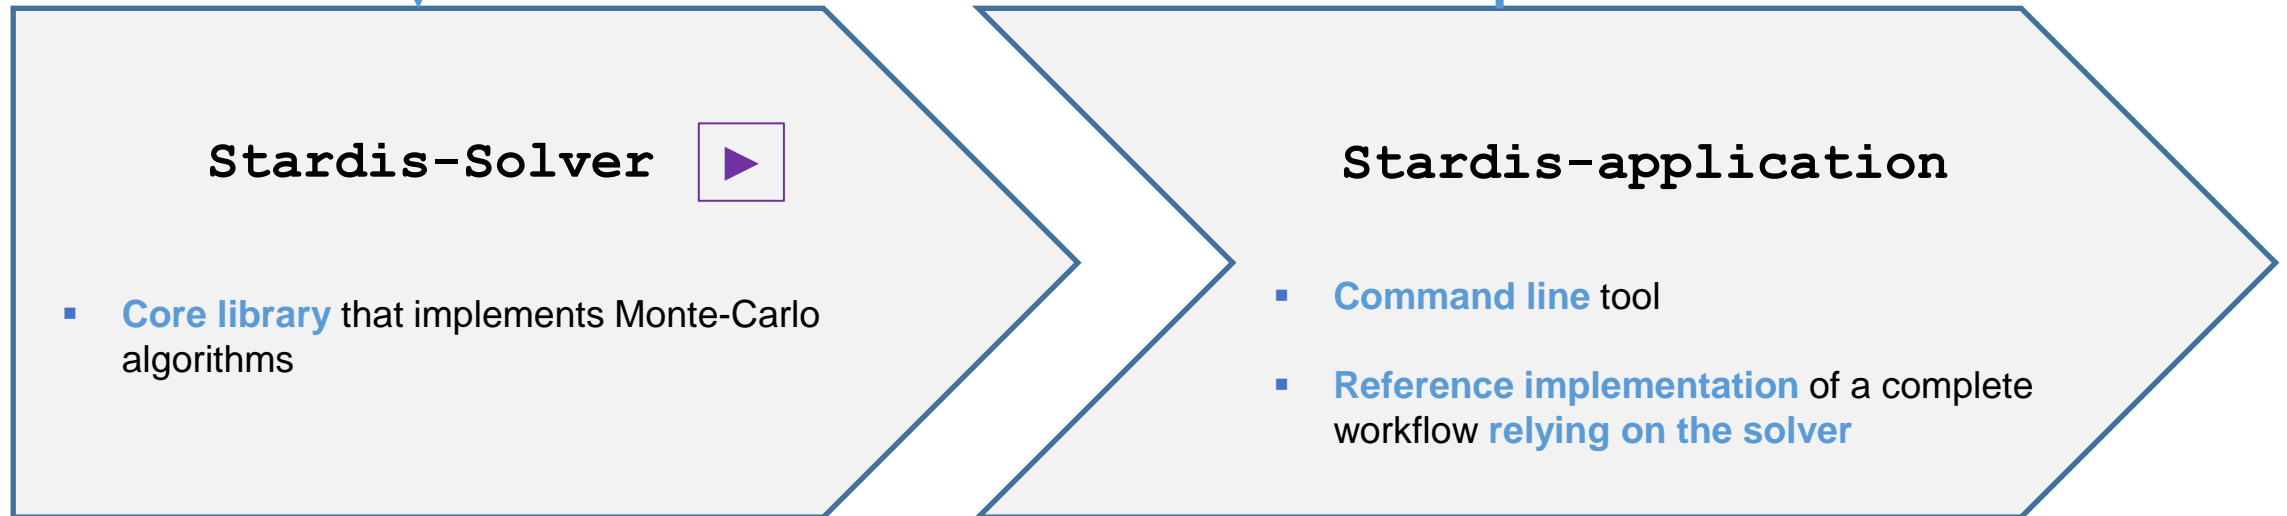 Stardis-Solver
▪ Core library that implements Monte-Carlo
algorithms
Stardis-application
▪ Command line tool
▪ Reference implementation of a complete
workflow relying on the solver